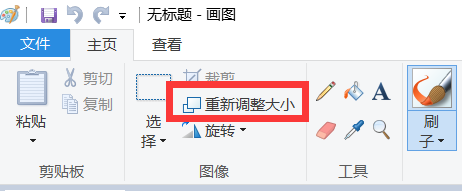 无标题 - 画图
文件 主页 查看
粘贴
剪切
复制
剪贴板
选择
裁剪
重新调整大小
旋转
图像
A
工具
刷子